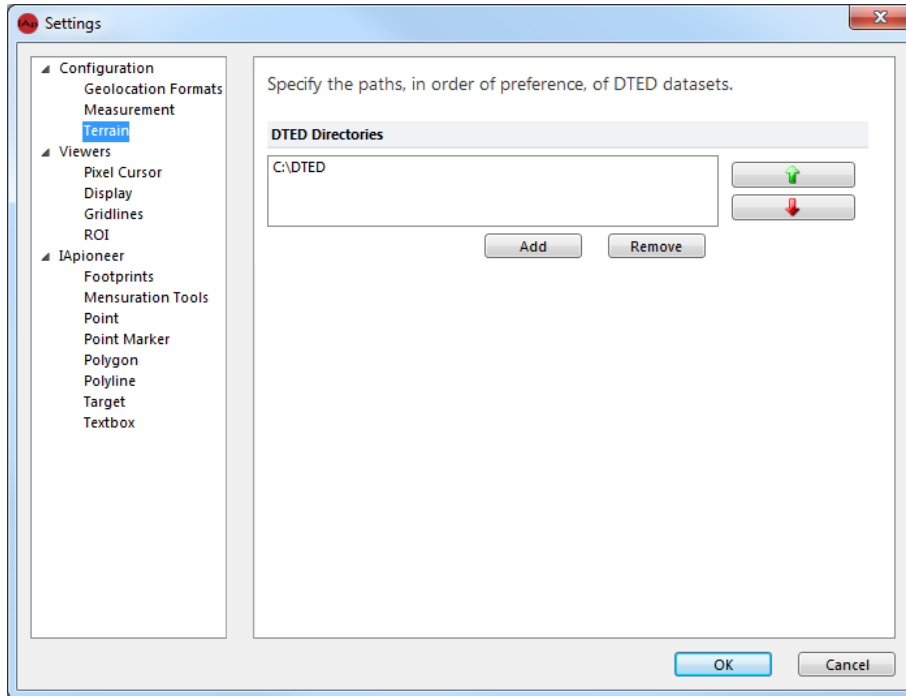 IAp Settings
Configuration
Geolocation Formats
Measurement
Terrain
Viewers
Pixel Cursor
Display
Gridlines
ROI
IApioneer
Footprints
Mensuration Tools
Point
Point Marker
Polygon
Polyline
Target
Textbox
Specify the paths, in order of preference, of DTED datasets.
DTED Directories
C:\DTED
Add Remove
OK Cancel